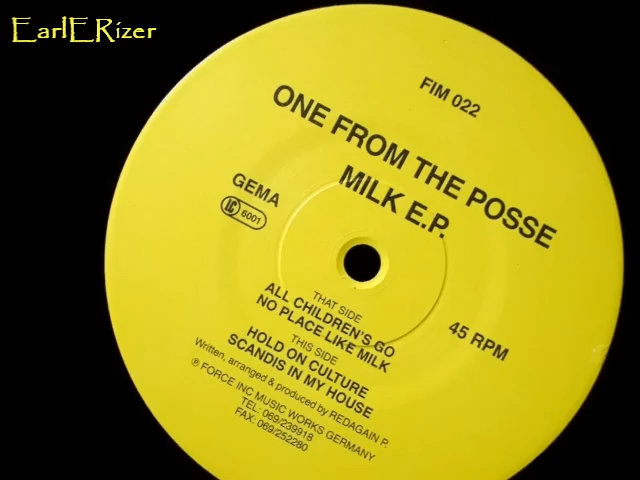 EarlERizer
FIM 022
ONE FROM THE POSSE
MILK E.P.
GEMA
LC 6001
45 RPM
THAT SIDE
ALL CHILDREN'S GO
NO PLACE LIKE MILK
THIS SIDE
HOLD ON CULTURE
SCANDIS IN MY HOUSE
Written, arranged & produced by REDAGAIN P.
℗ FORCE INC MUSIC WORKS GERMANY
TEL: 069/239918
FAX: 069/252280